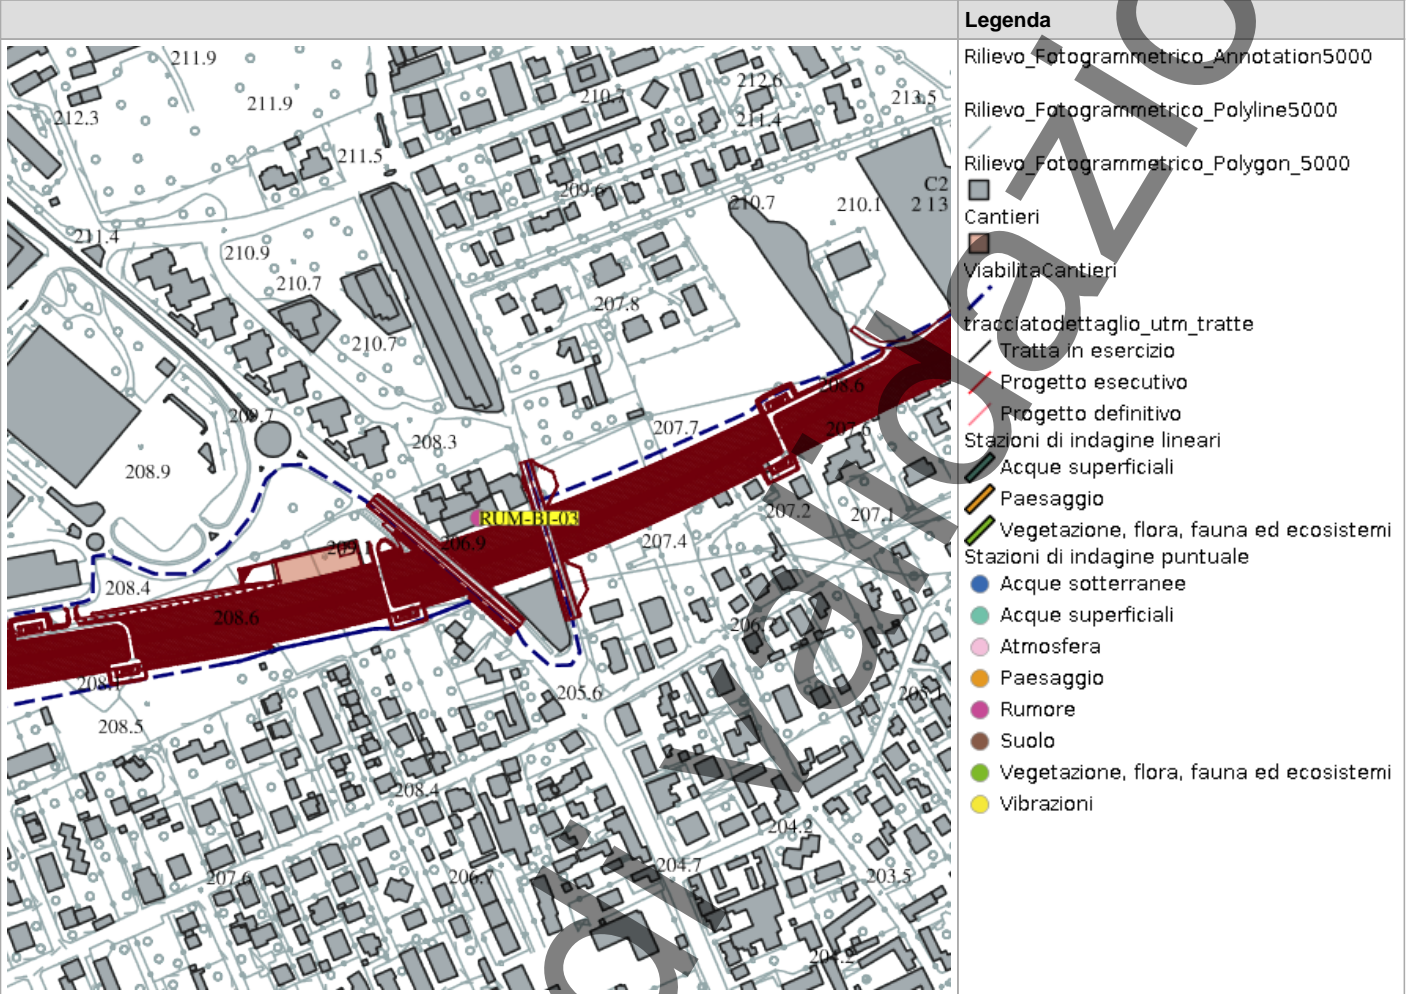 Legenda
Rilievo_Fotogrammetrico_Annotation5000
Rilievo_Fotogrammetrico_Polyline5000
Rilievo_Fotogrammetrico_Polygon_5000
Cantieri
ViabilitaCantieri
tracciatodettaglio_utm_tratte
Tratta in esercizio
Progetto esecutivo
Progetto definitivo
Stazioni di indagine lineari
Acque superficiali
Paesaggio
Vegetazione, flora, fauna ed ecosistemi
Stazioni di indagine puntuale
Acque sotterranee
Acque superficiali
Atmosfera
Paesaggio
Rumore
Suolo
Vegetazione, flora, fauna ed ecosistemi
Vibrazioni
211.9
211.9
212.3
210.7
212.6
213.5
211.4
211.5
209.6
C2
210.7
210.1
2 13
211.4
210.9
210.7
207.8
210.7
208.6
209.7
208.3
207.7
207.6
208.9
207.2
207.1
RUM-BI-03
206.9
207.4
208.4
208.6
205.6
208.5
208.4
204.2
207.6
206.7
204.7
203.5
di Validazio